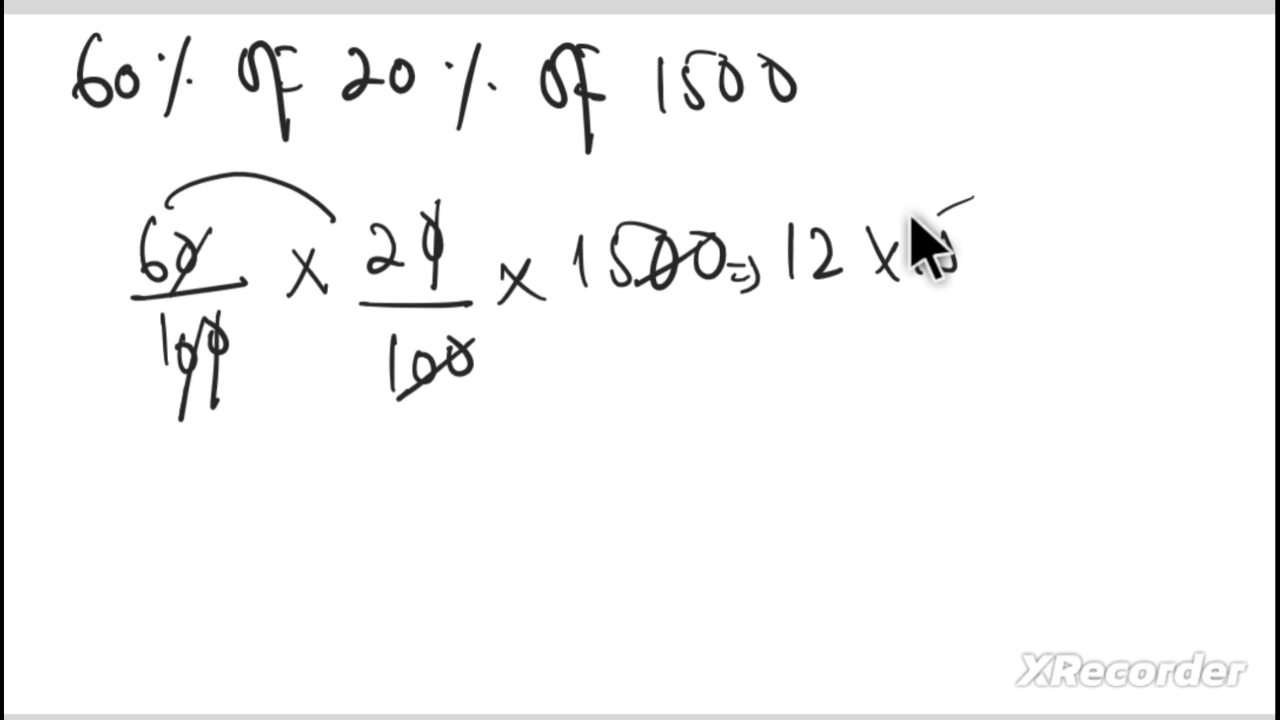 60% of 20% of 1500
60/100 × 20/100 × 1500 ⇒ 12 ×
XRecorder